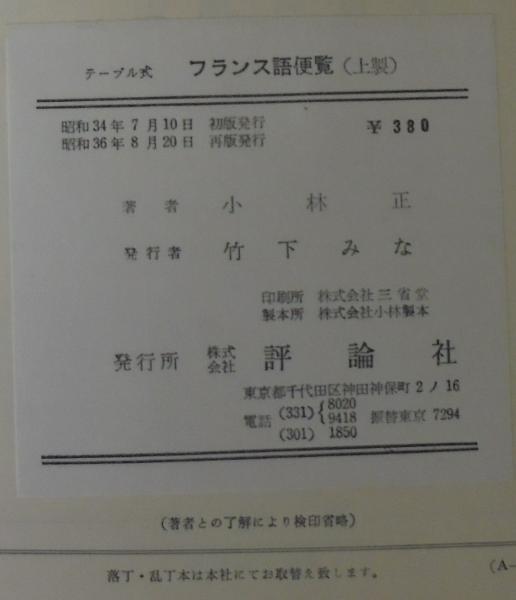 テーブル式 フランス語便覧(上製)
昭和34年7月10日 初版発行
昭和36年8月20日 再版発行
¥380
著者 小林正
発行者 竹下みな
印刷所 株式会社三省堂
製本所 株式会社小林製本
発行所 株式会社 評論社
東京都千代田区神田神保町2ノ16
電話 (331) { 8020 9418 振替東京 7294
(301) 1850
(著者との了解により検印省略)
落丁・乱丁本は本社にてお取替え致します。
(A-